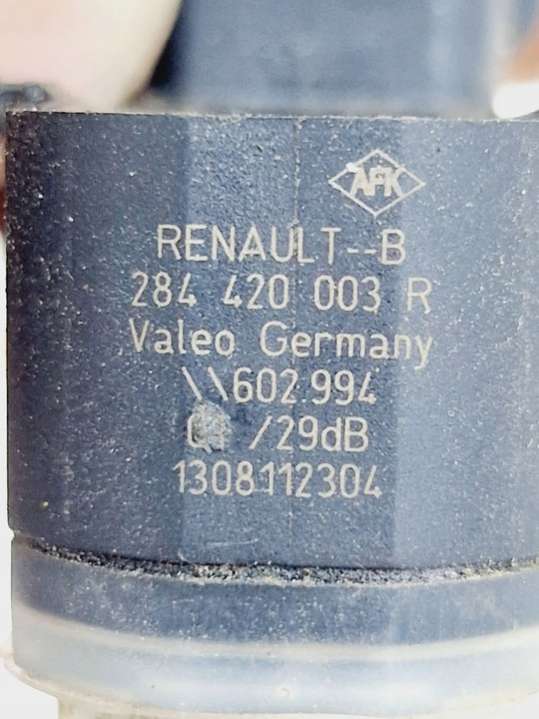 AFK
RENAULT--B
284 420 003 R
Valeo Germany
\\602.994
/29dB
1308112304